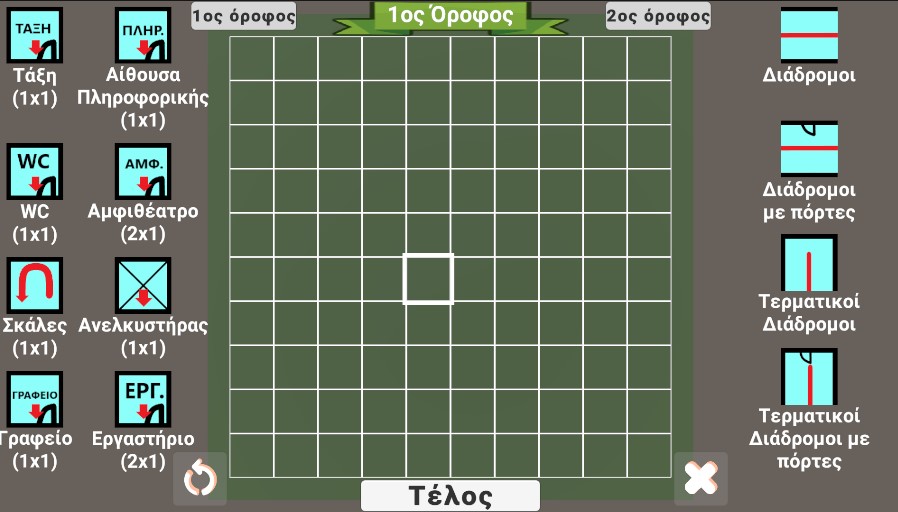 1ος όροφος
1ος Όροφος
2ος όροφος
ΤΑΞΗ
Τάξη
(1x1)
ΠΛΗΡ.
Αίθουσα
Πληροφορικής
(1x1)
WC
WC
(1x1)
ΑΜΦ.
Αμφιθέατρο
(2x1)
Σκάλες
(1x1)
Ανελκυστήρας
(1x1)
ΓΡΑΦΕΙΟ
Γραφείο
(1x1)
ΕΡΓ.
Εργαστήριο
(2x1)
Διάδρομοι
Διάδρομοι
με πόρτες
Τερματικοί
Διάδρομοι
Τερματικοί
Διάδρομοι με
πόρτες
Τέλος